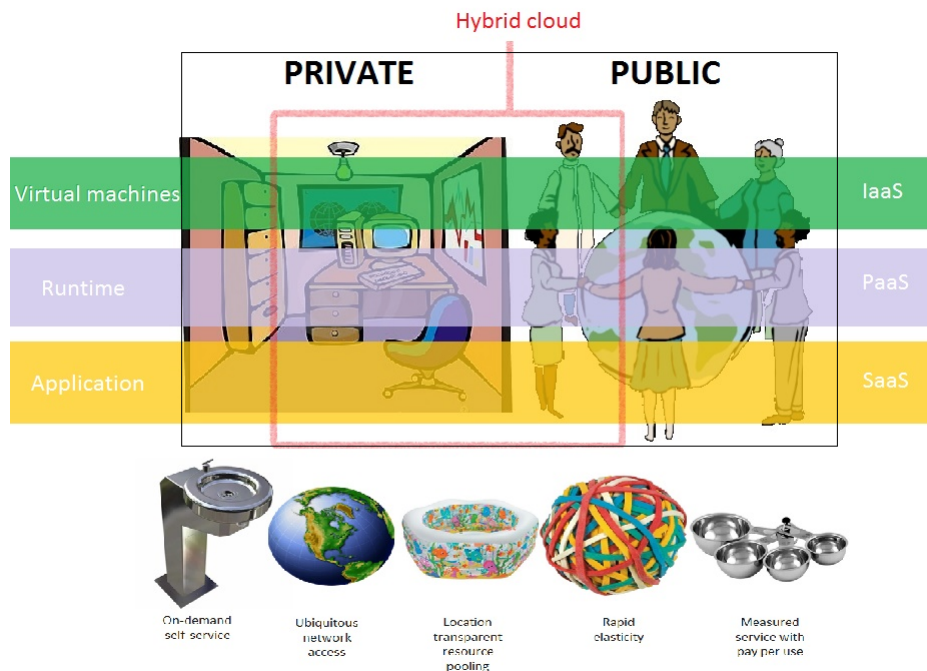 Hybrid cloud
PRIVATE
PUBLIC
Virtual machines
IaaS
Runtime
PaaS
Application
SaaS
On-demand
self-service
Ubiquitous
network
access
Location
transparent
resource
pooling
Rapid
elasticity
Measured
service with
pay per use